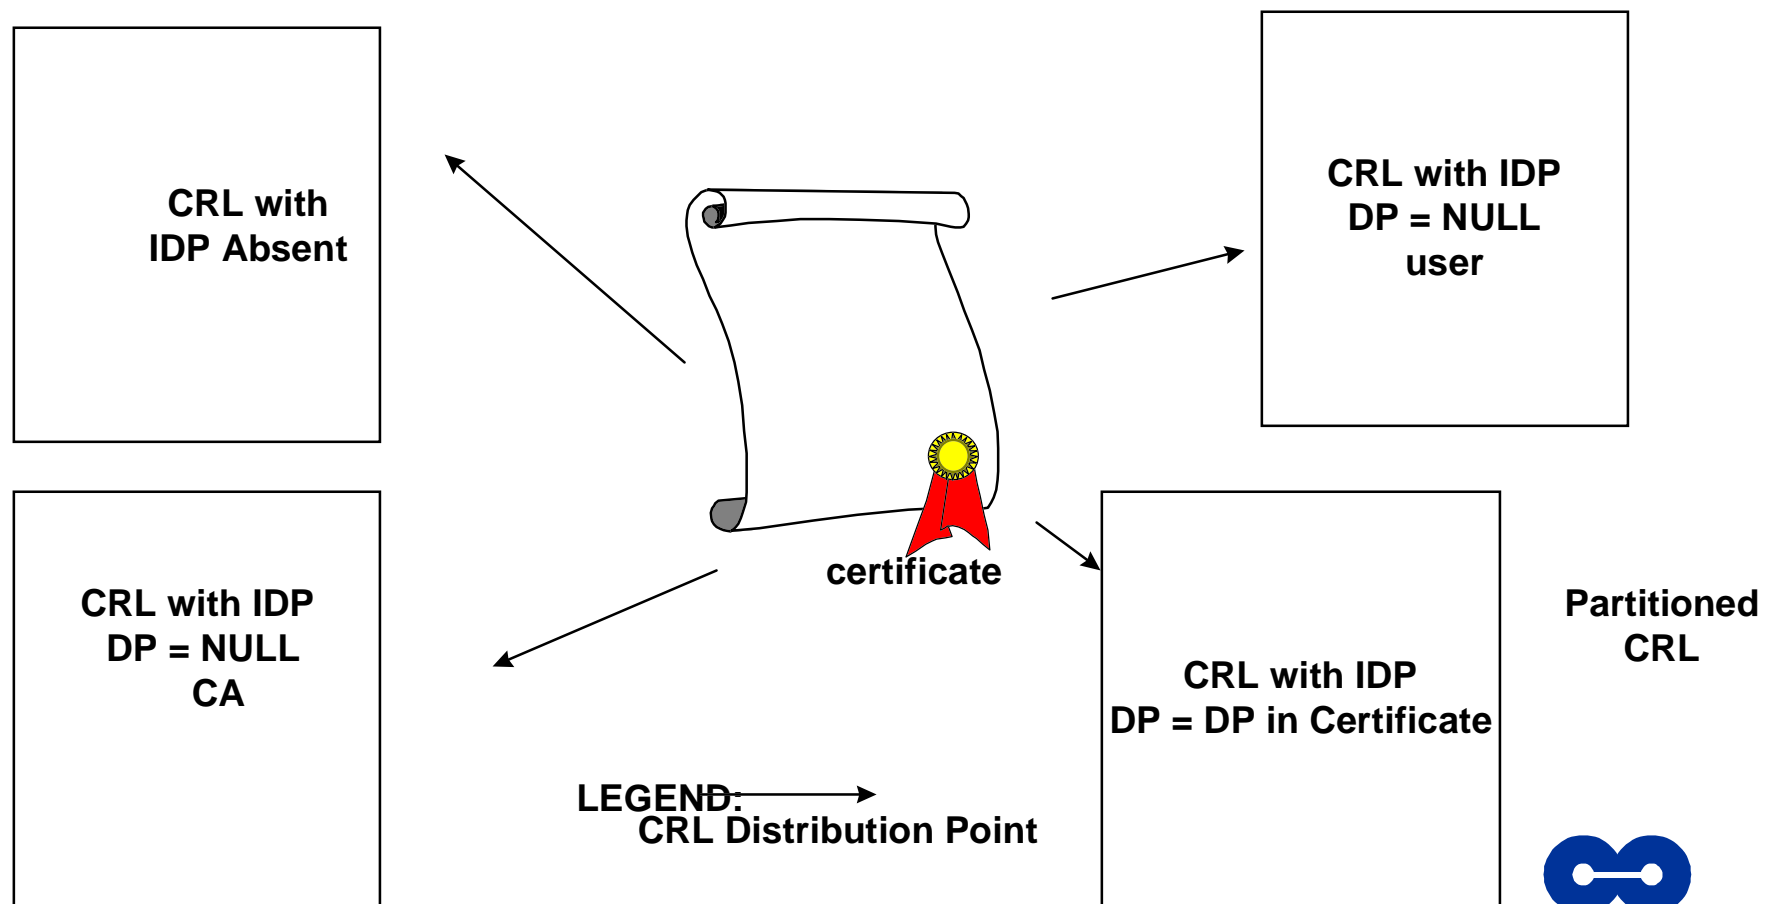 CRL with
IDP Absent
CRL with IDP
DP = NULL
user
certificate
CRL with IDP
DP = NULL
CA
CRL with IDP
DP = DP in Certificate
Partitioned
CRL
LEGEND:
CRL Distribution Point